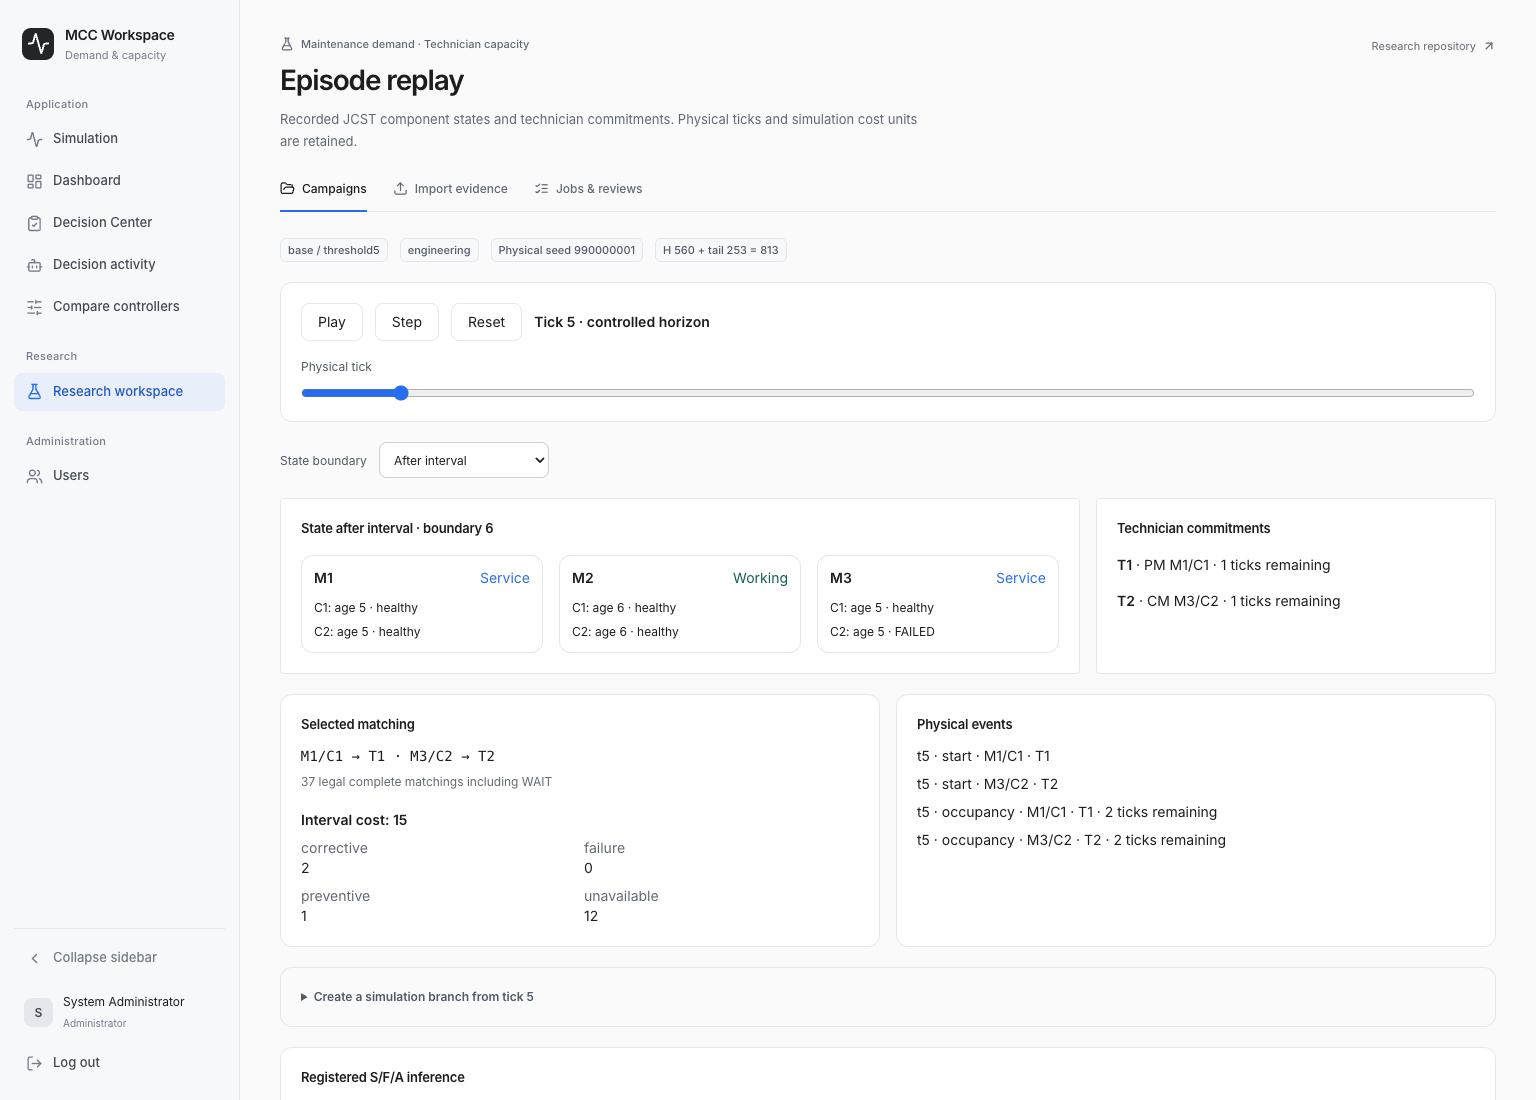 MCC Workspace
Demand & capacity
Application
Simulation
Dashboard
Decision Center
Decision activity
Compare controllers
Research
Research workspace
Administration
Users
Collapse sidebar
S
System Administrator
Administrator
Log out
Maintenance demand · Technician capacity
Research repository
Episode replay
Recorded JCST component states and technician commitments. Physical ticks and simulation cost units
are retained.
Campaigns
Import evidence
Jobs & reviews
base / threshold5
engineering
Physical seed 990000001
H 560 + tail 253 = 813
Play
Step
Reset
Tick 5 · controlled horizon
Physical tick
State boundary
After interval
State after interval · boundary 6
M1 Service
C1: age 5 · healthy
C2: age 5 · healthy
M2 Working
C1: age 6 · healthy
C2: age 6 · healthy
M3 Service
C1: age 5 · healthy
C2: age 5 · FAILED
Technician commitments
T1 · PM M1/C1 · 1 ticks remaining
T2 · CM M3/C2 · 1 ticks remaining
Selected matching
M1/C1 → T1 · M3/C2 → T2
37 legal complete matchings including WAIT
Interval cost: 15
corrective
2
failure
0
preventive
1
unavailable
12
Physical events
t5 · start · M1/C1 · T1
t5 · start · M3/C2 · T2
t5 · occupancy · M1/C1 · T1 · 2 ticks remaining
t5 · occupancy · M3/C2 · T2 · 2 ticks remaining
Create a simulation branch from tick 5
Registered S/F/A inference